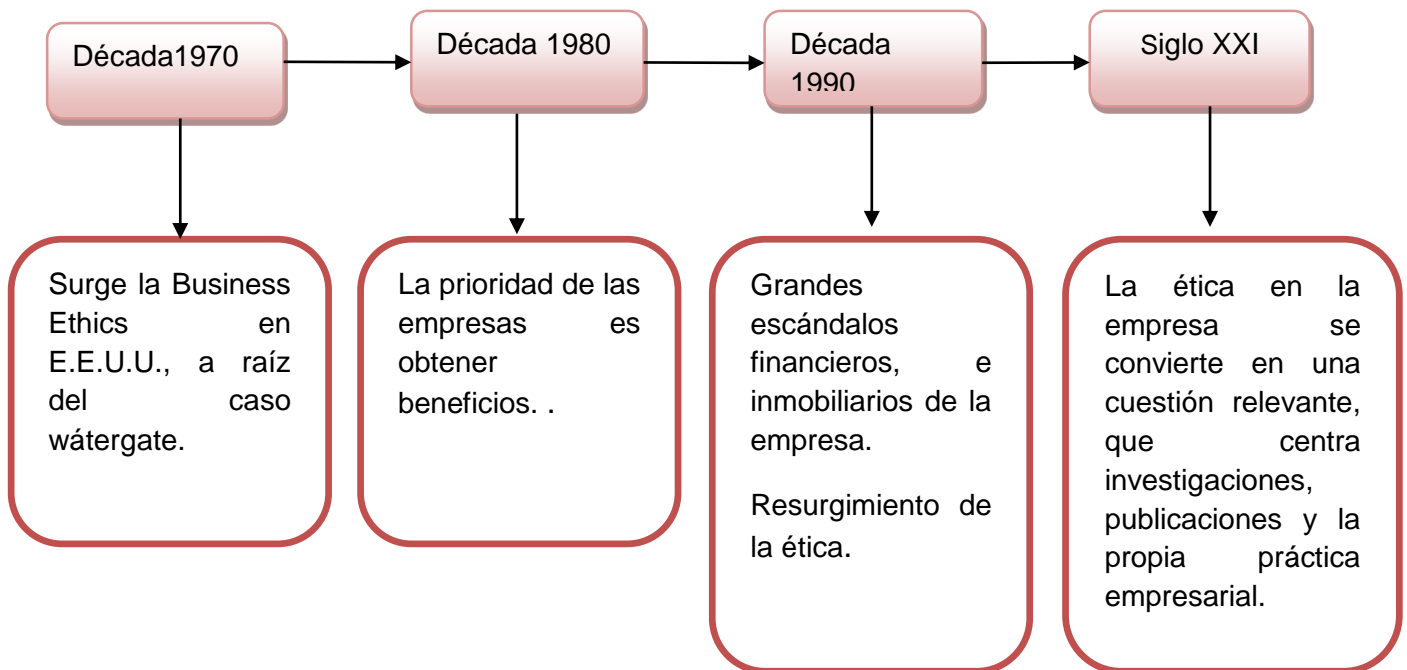 Década1970
Década 1980
Década
1990
Siglo XXI
Surge la Business
Ethics en
E.E.U.U., a raíz
del caso
wátergate.
La prioridad de las
empresas es
obtener
beneficios. .
Grandes
escándalos
financieros, e
inmobiliarios de la
empresa.
Resurgimiento de
la ética.
La ética en la
empresa se
convierte en una
cuestión relevante,
que centra
investigaciones,
publicaciones y la
propia práctica
empresarial.